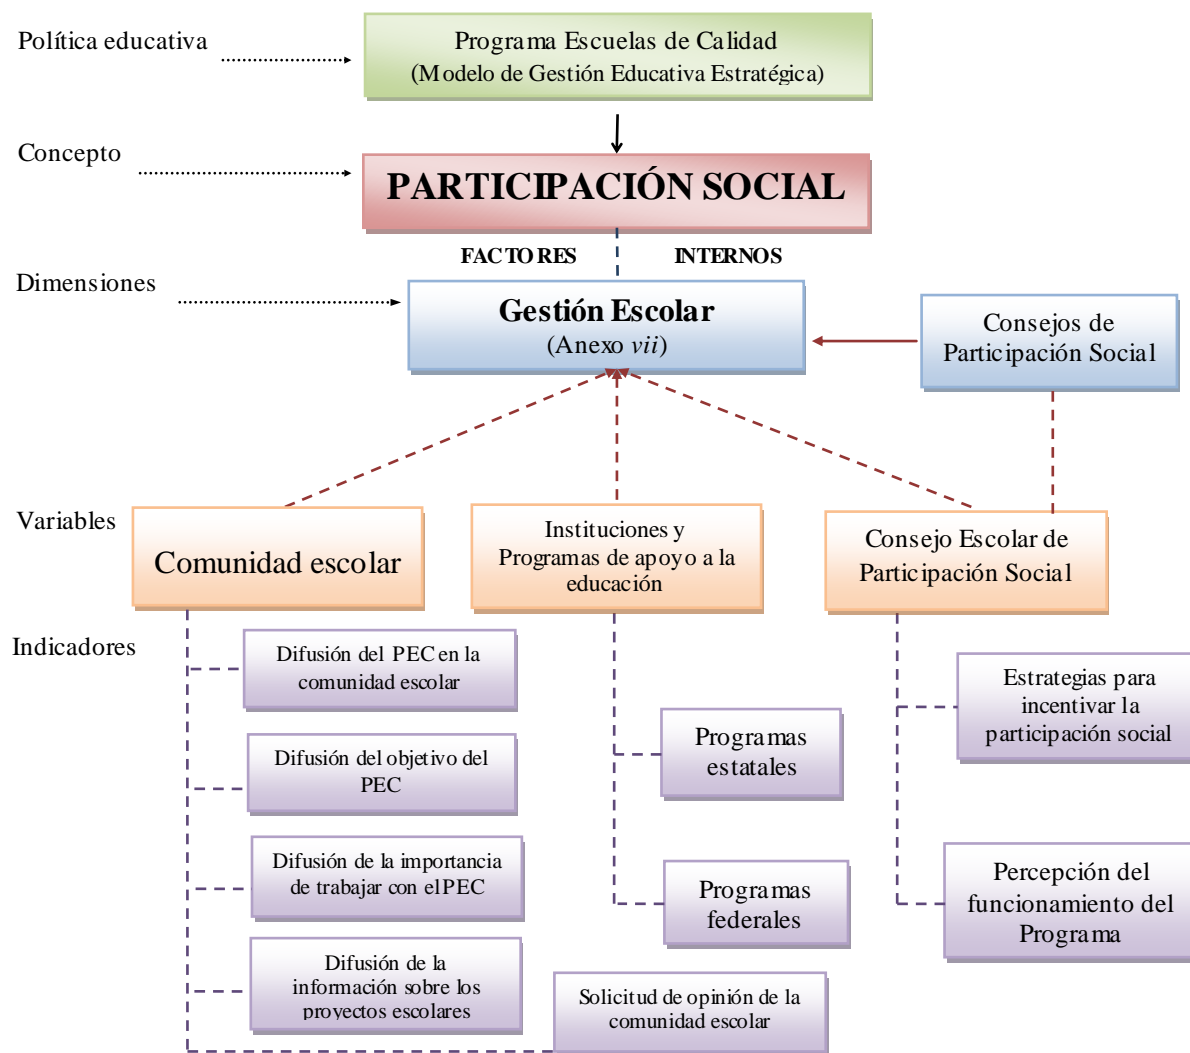 Política educativa
Programa Escuelas de Calidad
(Modelo de Gestión Educativa Estratégica)
Concepto
PARTICIPACIÓN SOCIAL
FACTORES INTERNOS
Dimensiones
Gestión Escolar
(Anexo vii)
Consejos de
Participación Social
Variables
Comunidad escolar
Instituciones y
Programas de apoyo a la
educación
Consejo Escolar de
Participación Social
Indicadores
Difusión del PEC en la
comunidad escolar
Difusión del objetivo del
PEC
Difusión de la importancia
de trabajar con el PEC
Difusión de la
información sobre los
proyectos escolares
Solicitud de opinión de la
comunidad escolar
Programas
estatales
Programas
federales
Estrategias para
incentivar la
participación social
Percepción del
funcionamiento del
Programa